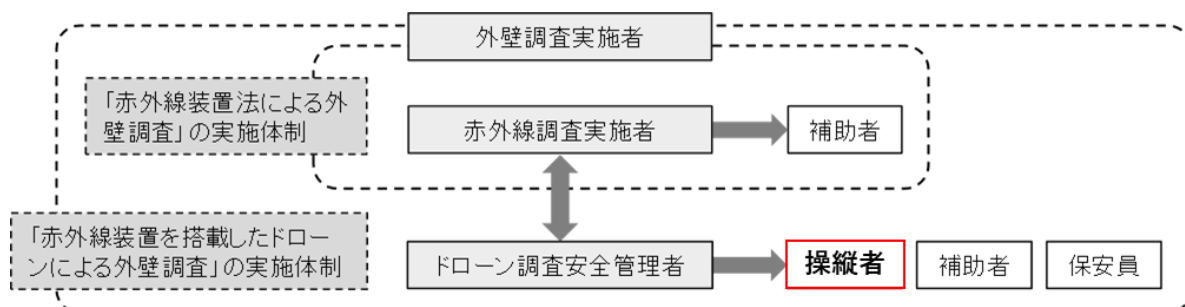 外壁調査実施者
「赤外線装置法による外
壁調査」の実施体制
赤外線調査実施者
補助者
「赤外線装置を搭載したドロー
ンによる外壁調査」の実施体制
ドローン調査安全管理者
操縦者
補助者
保安員